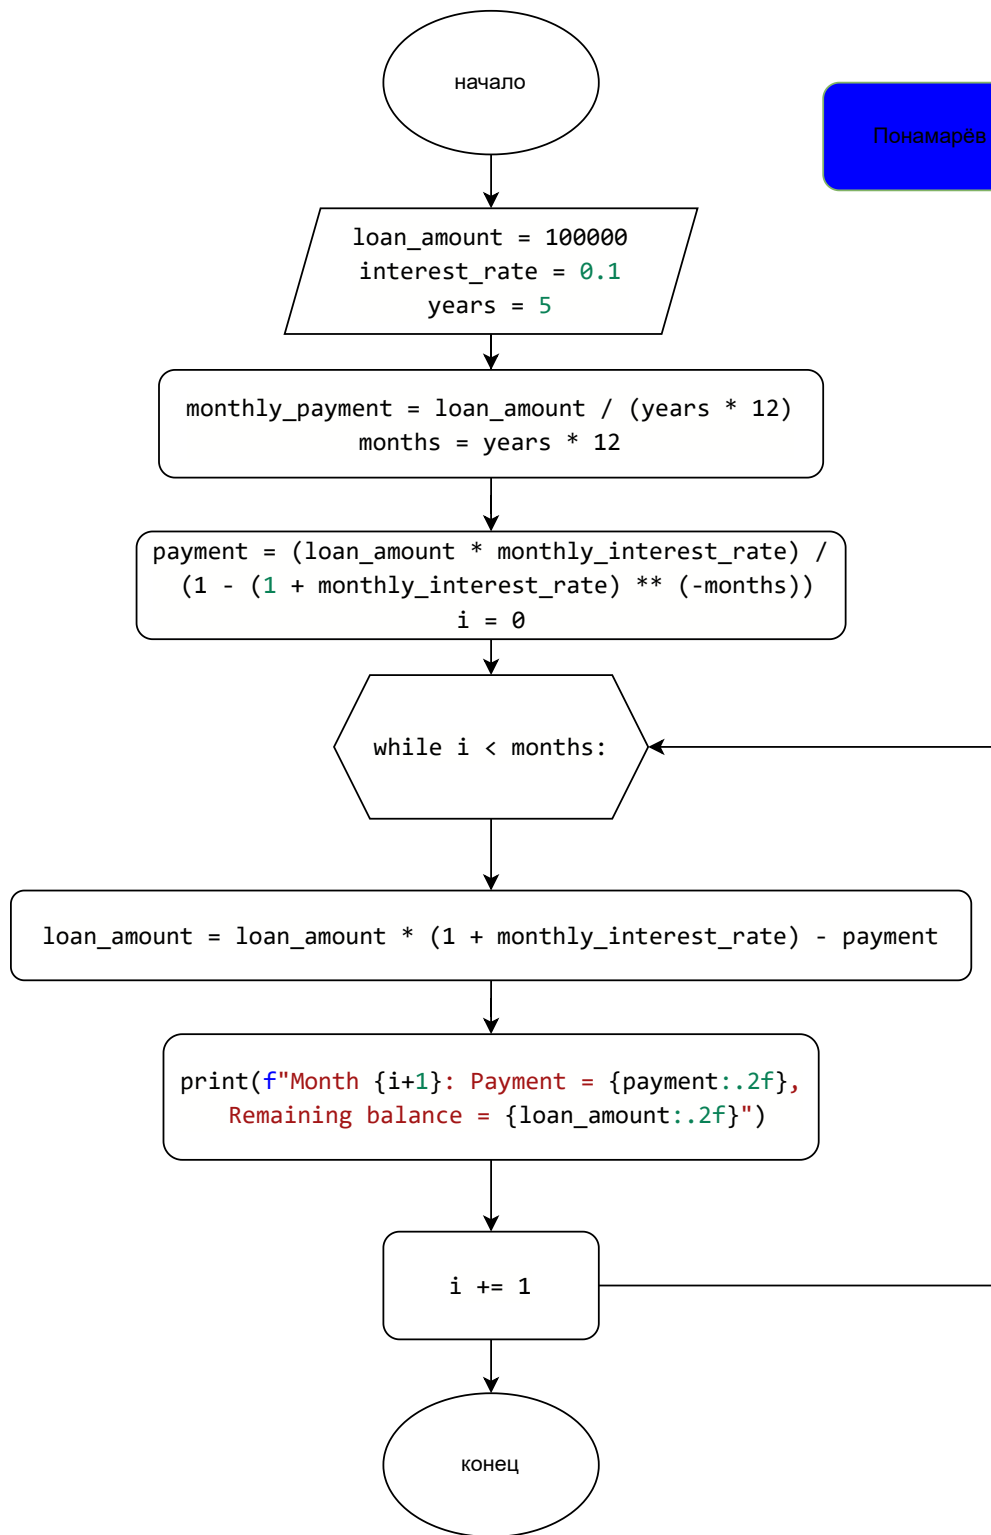 начало
Понамарёв
loan_amount = 100000
interest_rate = 0.1
years = 5
monthly_payment = loan_amount / (years * 12)
months = years * 12
payment = (loan_amount * monthly_interest_rate) /
(1 - (1 + monthly_interest_rate) ** (-months))
i = 0
while i < months:
loan_amount = loan_amount * (1 + monthly_interest_rate) - payment
print(f"Month {i+1}: Payment = {payment:.2f},
Remaining balance = {loan_amount:.2f}")
i += 1
конец